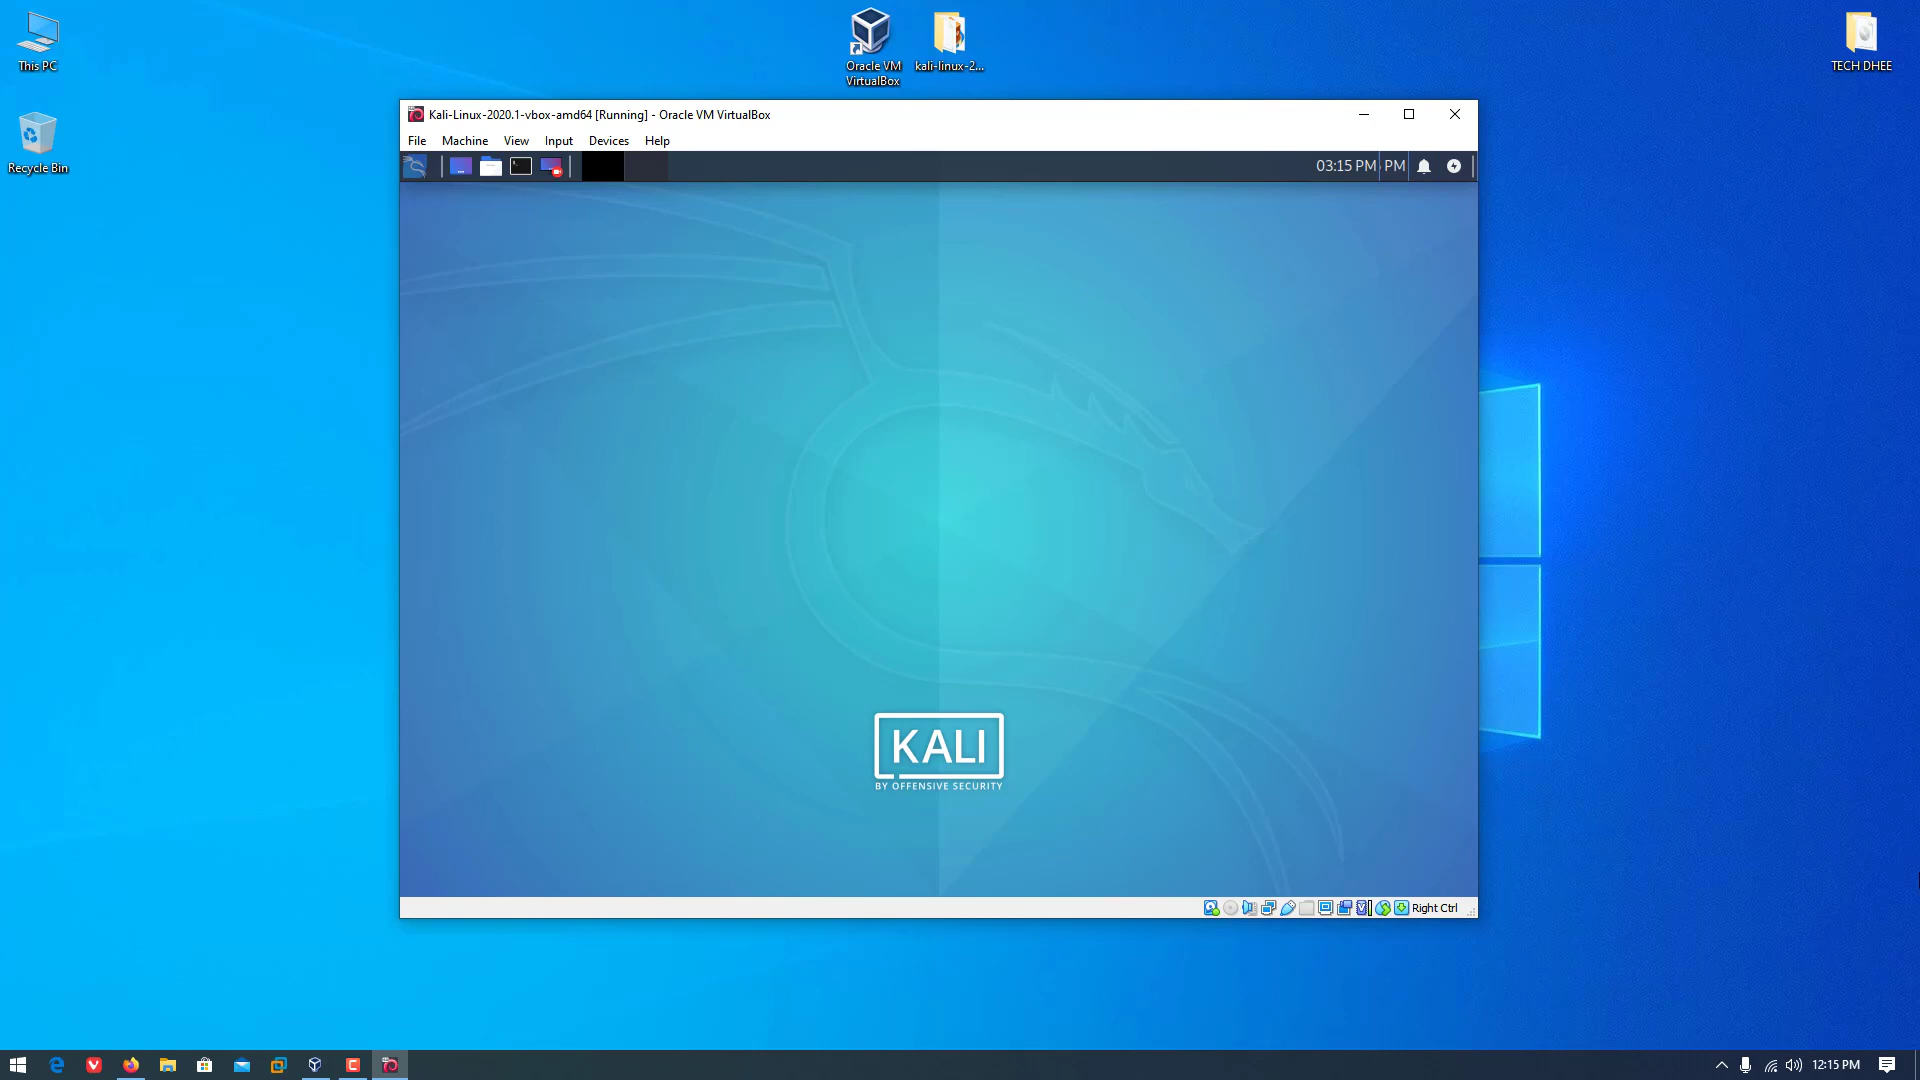 This PC
Recycle Bin
Oracle VM
VirtualBox
kali-linux-2...
TECH DHEE
Kali-Linux-2020.1-vbox-amd64 [Running] - Oracle VM VirtualBox
File Machine View Input Devices Help
03:15 PM PM
KALI
BY OFFENSIVE SECURITY
Right Ctrl
12:15 PM